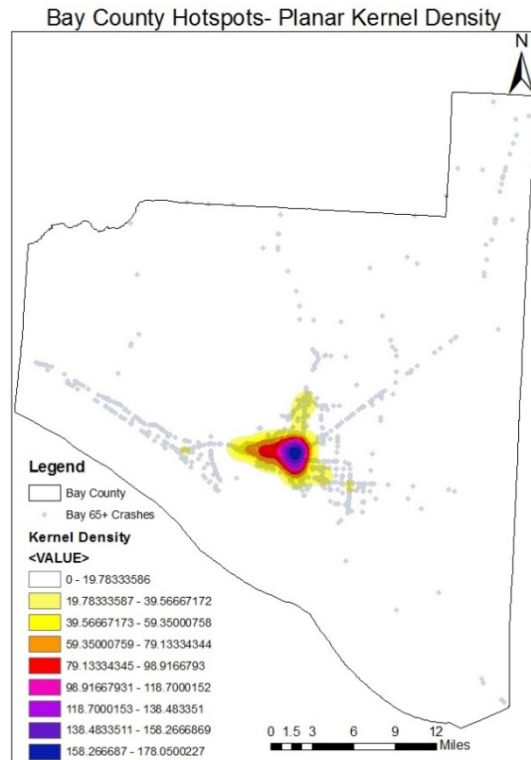 Bay County Hotspots- Planar Kernel Density
N
Legend
Bay County
Bay 65+ Crashes
Kernel Density
<VALUE>
0 - 19.78333586
19.78333587 - 39.56667172
39.56667173 - 59.35000758
59.35000759 - 79.13334344
79.13334345 - 98.9166793
98.91667931 - 118.7000152
118.7000153 - 138.483351
138.4833511 - 158.2666869
158.266687 - 178.0500227
0 1.5 3 6 9 12
Miles